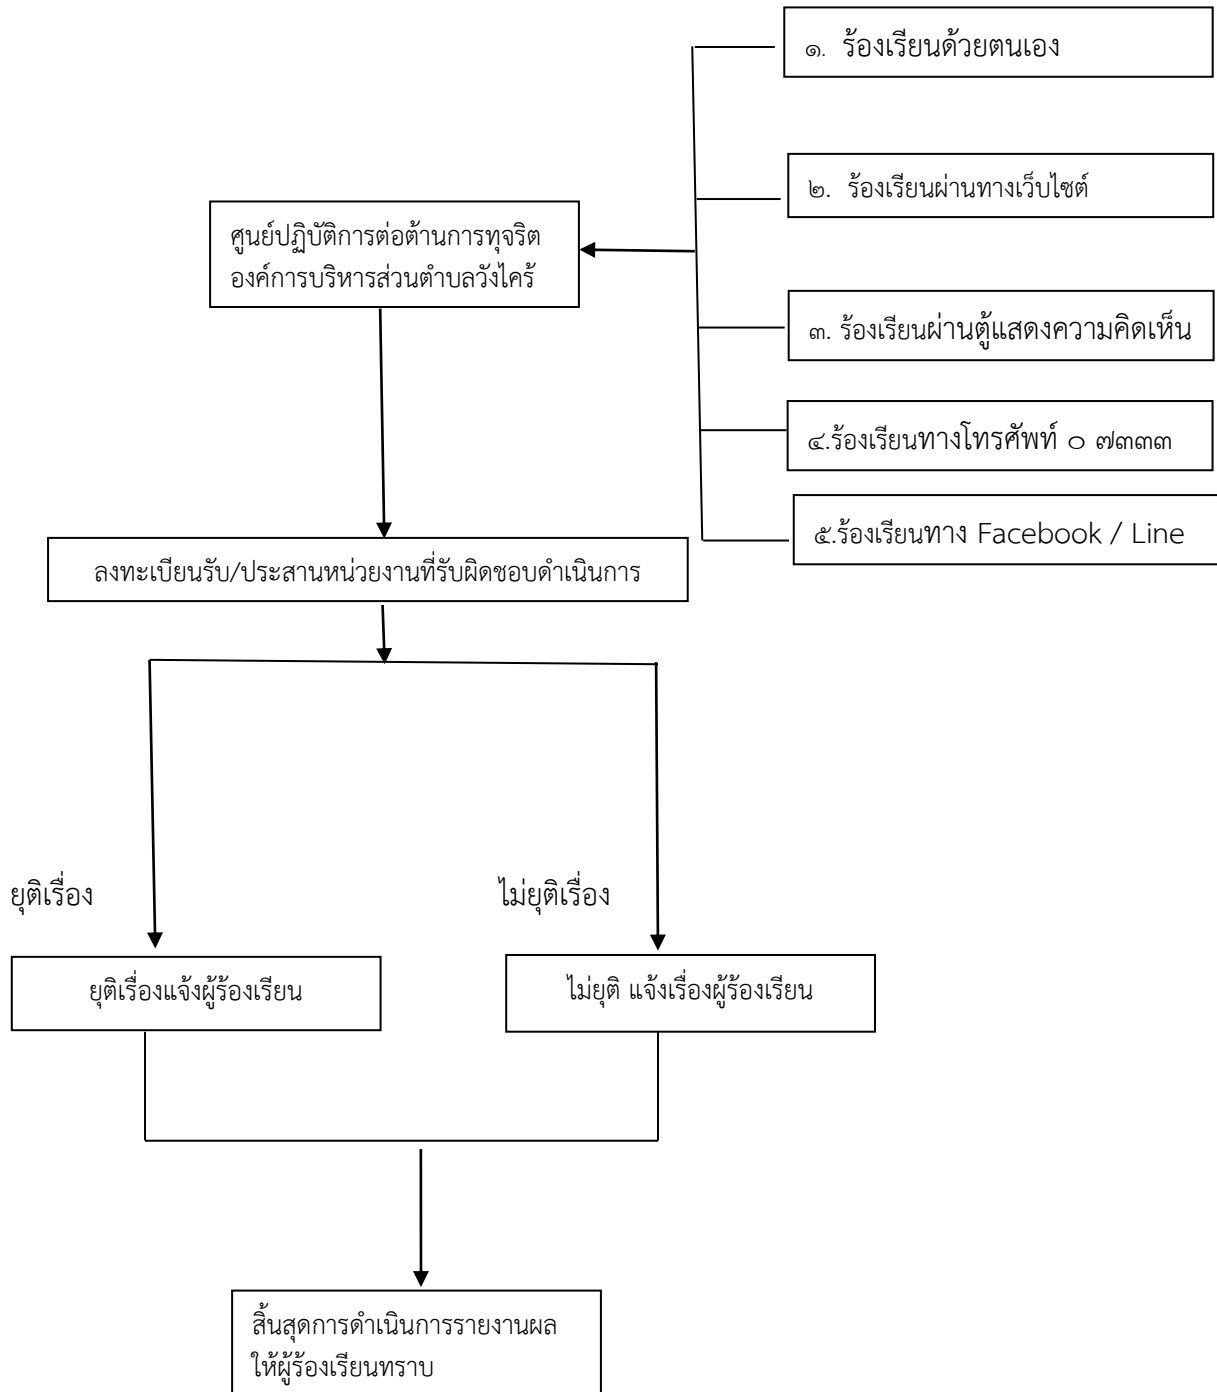 ๑. ร้องเรียนด้วยตนเอง
๒. ร้องเรียนผ่านทางเว็บไซต์
ศูนย์ปฏิบัติการต่อต้านการทุจริต
องค์การบริหารส่วนตำบลวังไคร้
๓. ร้องเรียนผ่านตู้แสดงความคิดเห็น
๔.ร้องเรียนทางโทรศัพท์ ๐ ๗๓๓๓
๕.ร้องเรียนทาง Facebook / Line
ลงทะเบียนรับ/ประสานหน่วยงานที่รับผิดชอบดำเนินการ
ยุติเรื่อง
ไม่ยุติเรื่อง
ยุติเรื่องแจ้งผู้ร้องเรียน
ไม่ยุติ แจ้งเรื่องผู้ร้องเรียน
สิ้นสุดการดำเนินการรายงานผล
ให้ผู้ร้องเรียนทราบ